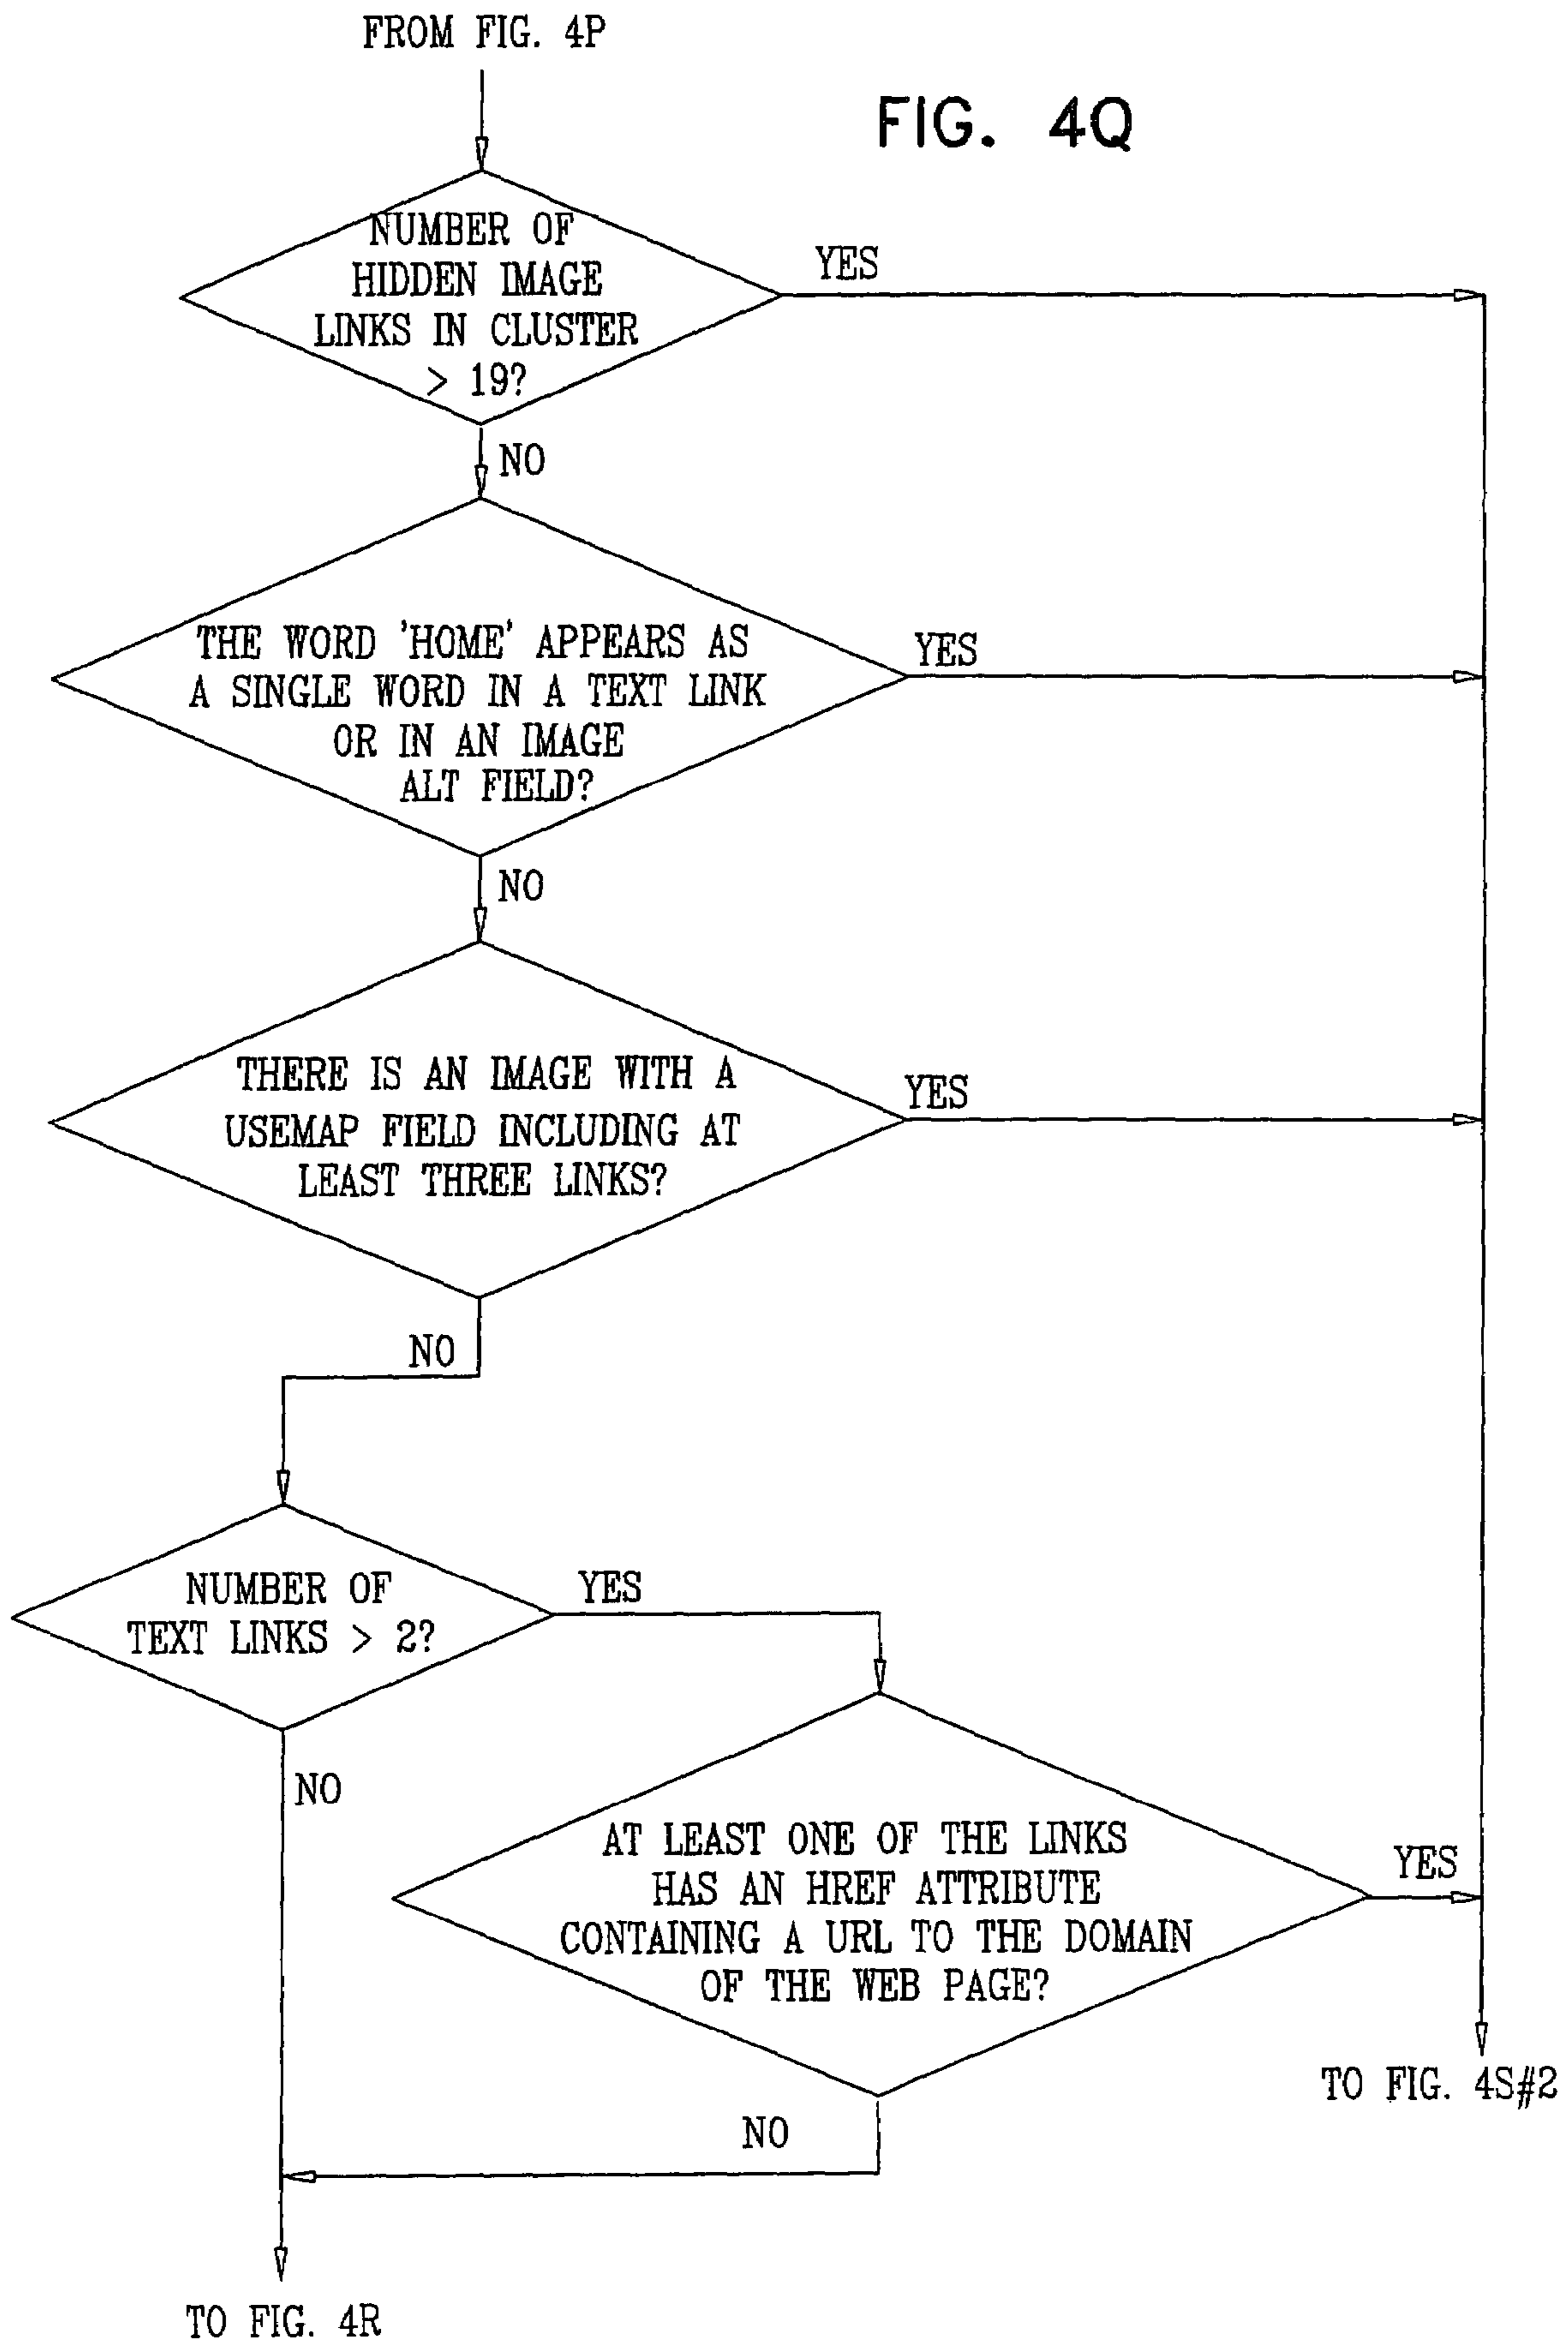 FROM FIG. 4P
FIG. 4Q
NUMBER OF
HIDDEN IMAGE
LINKS IN CLUSTER
> 19?
YES
NO
THE WORD 'HOME' APPEARS AS
A SINGLE WORD IN A TEXT LINK
OR IN AN IMAGE
ALT FIELD?
YES
NO
THERE IS AN IMAGE WITH A
USEMAP FIELD INCLUDING AT
LEAST THREE LINKS?
YES
NO
NUMBER OF
TEXT LINKS > 2?
YES
NO
AT LEAST ONE OF THE LINKS
HAS AN HREF ATTRIBUTE
CONTAINING A URL TO THE DOMAIN
OF THE WEB PAGE?
YES
TO FIG. 4S#2
NO
TO FIG. 4R